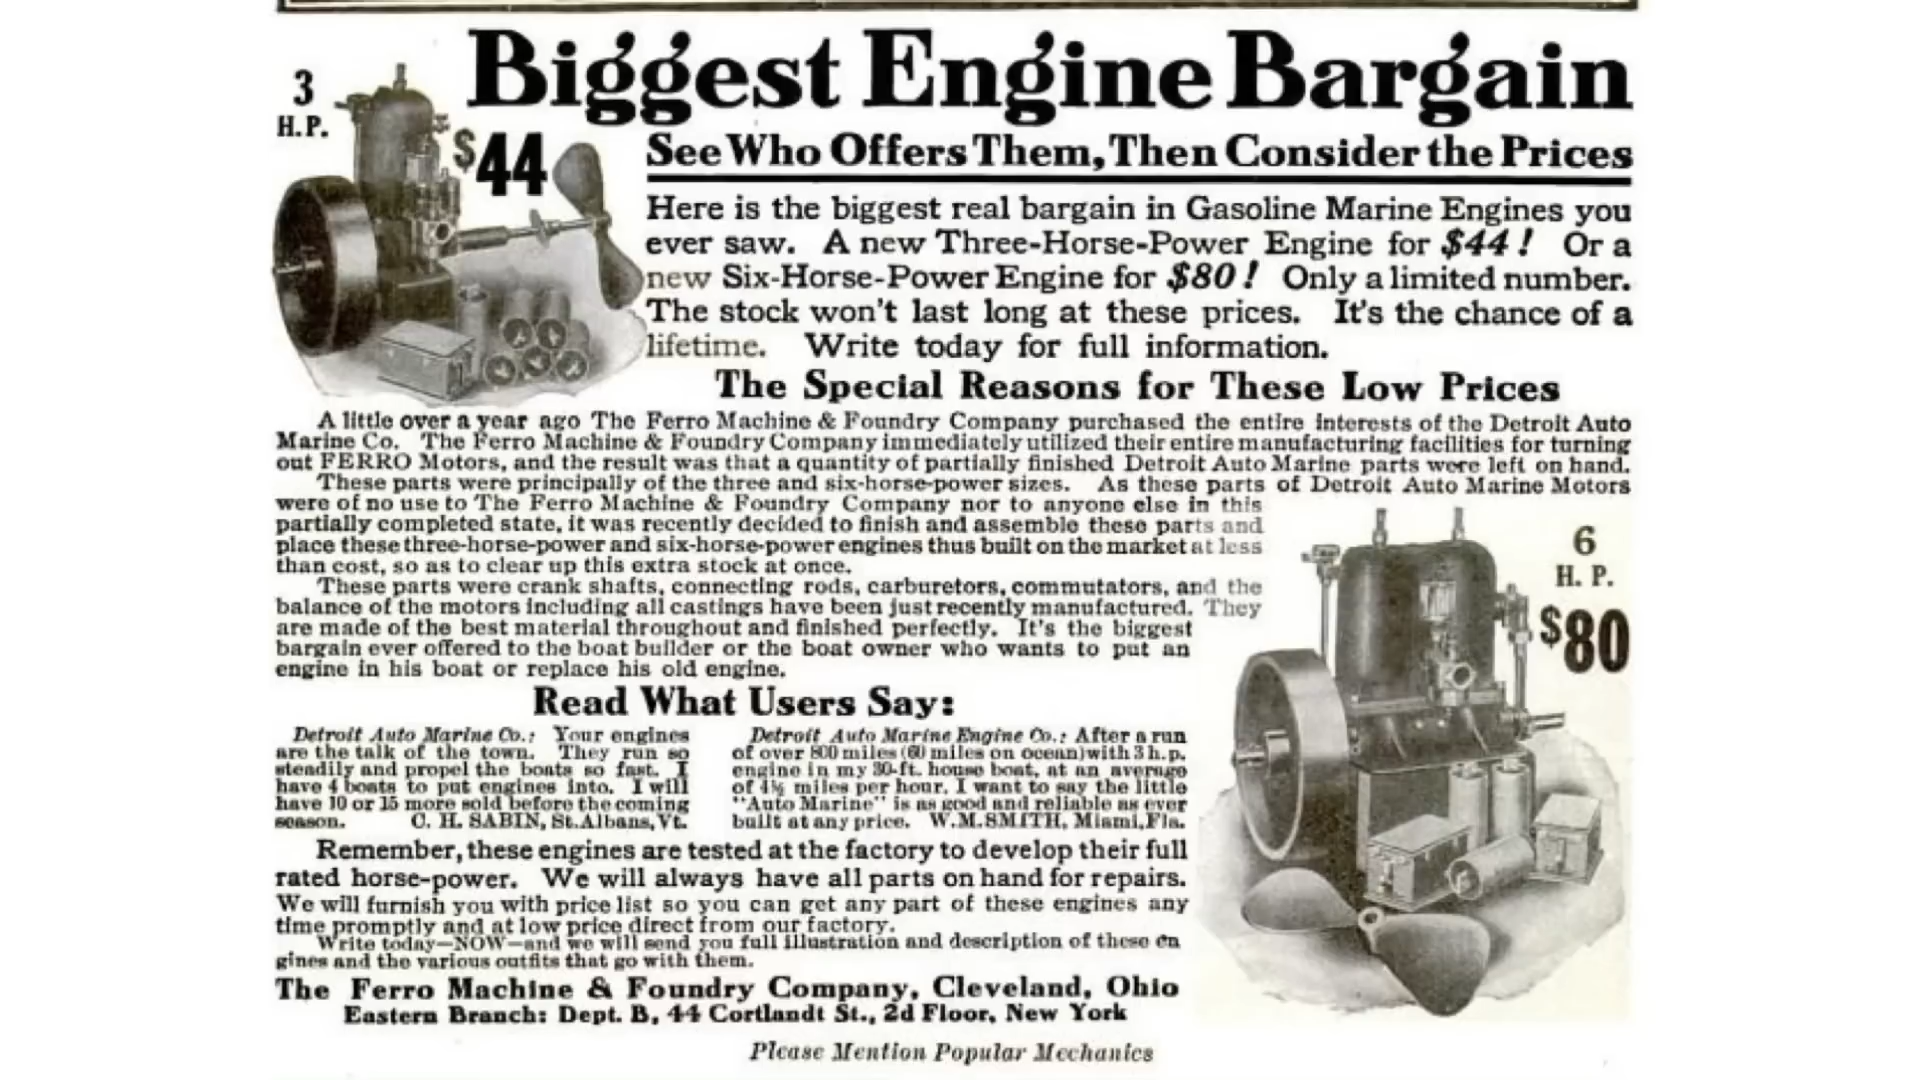 Biggest Engine Bargain
3
H.P.
$44
See Who Offers Them, Then Consider the Prices
Here is the biggest real bargain in Gasoline Marine Engines you
ever saw. A new Three-Horse-Power Engine for $44! Or a
new Six-Horse-Power Engine for $80! Only a limited number.
The stock won't last long at these prices. It's the chance of a
lifetime. Write today for full information.
The Special Reasons for These Low Prices
A little over a year ago The Ferro Machine & Foundry Company purchased the entire interests of the Detroit Auto
Marine Co. The Ferro Machine & Foundry Company immediately utilized their entire manufacturing facilities for turning
out FERRO Motors, and the result was that a quantity of partially finished Detroit Auto Marine parts were left on hand.
These parts were principally of the three and six-horse-power sizes. As these parts of Detroit Auto Marine Motors
were of no use to The Ferro Machine & Foundry Company nor to anyone else in this
partially completed state, it was recently decided to finish and assemble these parts and
place these three-horse-power and six-horse-power engines thus built on the market at less
than cost, so as to clear up this extra stock at once.
These parts were crank shafts, connecting rods, carburetors, commutators, and the
balance of the motors including all castings have been just recently manufactured. They
are made of the best material throughout and finished perfectly. It's the biggest
bargain ever offered to the boat builder or the boat owner who wants to put an
engine in his boat or replace his old engine.
6
H. P.
$80
Read What Users Say:
Detroit Auto Marine Co.: Your engines
are the talk of the town. They run so
steadily and propel the boats so fast. I
have 4 boats to put engines into. I will
have 10 or 15 more sold before the coming
season. C. H. SABIN, St. Albans, Vt.
Detroit Auto Marine Engine Co.: After a run
of over 800 miles (60 miles on ocean) with 3 h.p.
engine in my 30-ft. house boat, at an average
of 4½ miles per hour, I want to say the little
"Auto Marine" is as good and reliable as ever
built at any price. W.M. SMITH, Miami, Fla.
Remember, these engines are tested at the factory to develop their full
rated horse-power. We will always have all parts on hand for repairs.
We will furnish you with price list so you can get any part of these engines any
time promptly and at low price direct from our factory.
Write today—NOW—and we will send you full illustration and description of these en
gines and the various outfits that go with them.
The Ferro Machine & Foundry Company, Cleveland, Ohio
Eastern Branch: Dept. B, 44 Cortlandt St., 2d Floor, New York
Please Mention Popular Mechanics